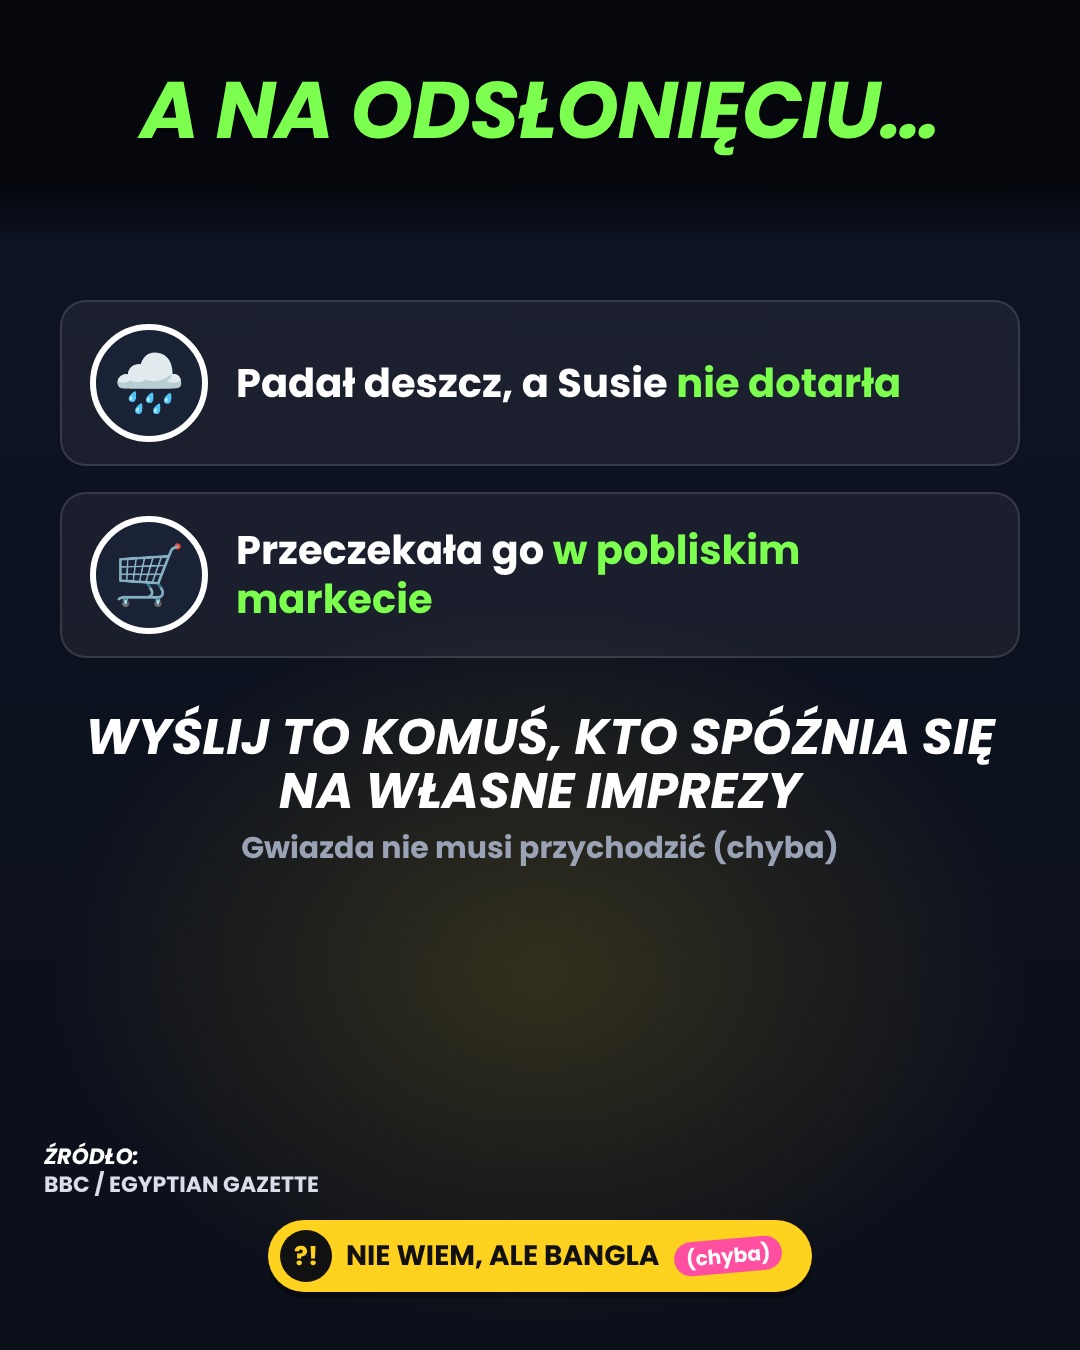 A NA ODSŁONIĘCIU...
Padał deszcz, a Susie nie dotarła
Przeczekała go w pobliskim
markecie
WYŚLIJ TO KOMUŚ, KTO SPÓŹNIA SIĘ
NA WŁASNE IMPREZY
Gwiazda nie musi przychodzić (chyba)
ŹRÓDŁO:
BBC / EGYPTIAN GAZETTE
?! NIE WIEM, ALE BANGLA (chyba)